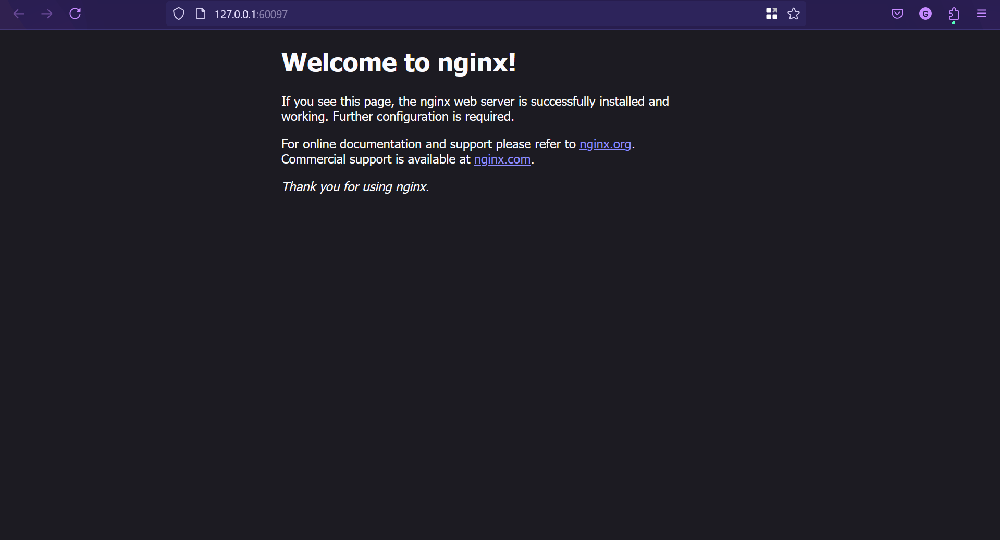 127.0.0.1:60097
G
Welcome to nginx!
If you see this page, the nginx web server is successfully installed and
working. Further configuration is required.
For online documentation and support please refer to nginx.org.
Commercial support is available at nginx.com.
Thank you for using nginx.